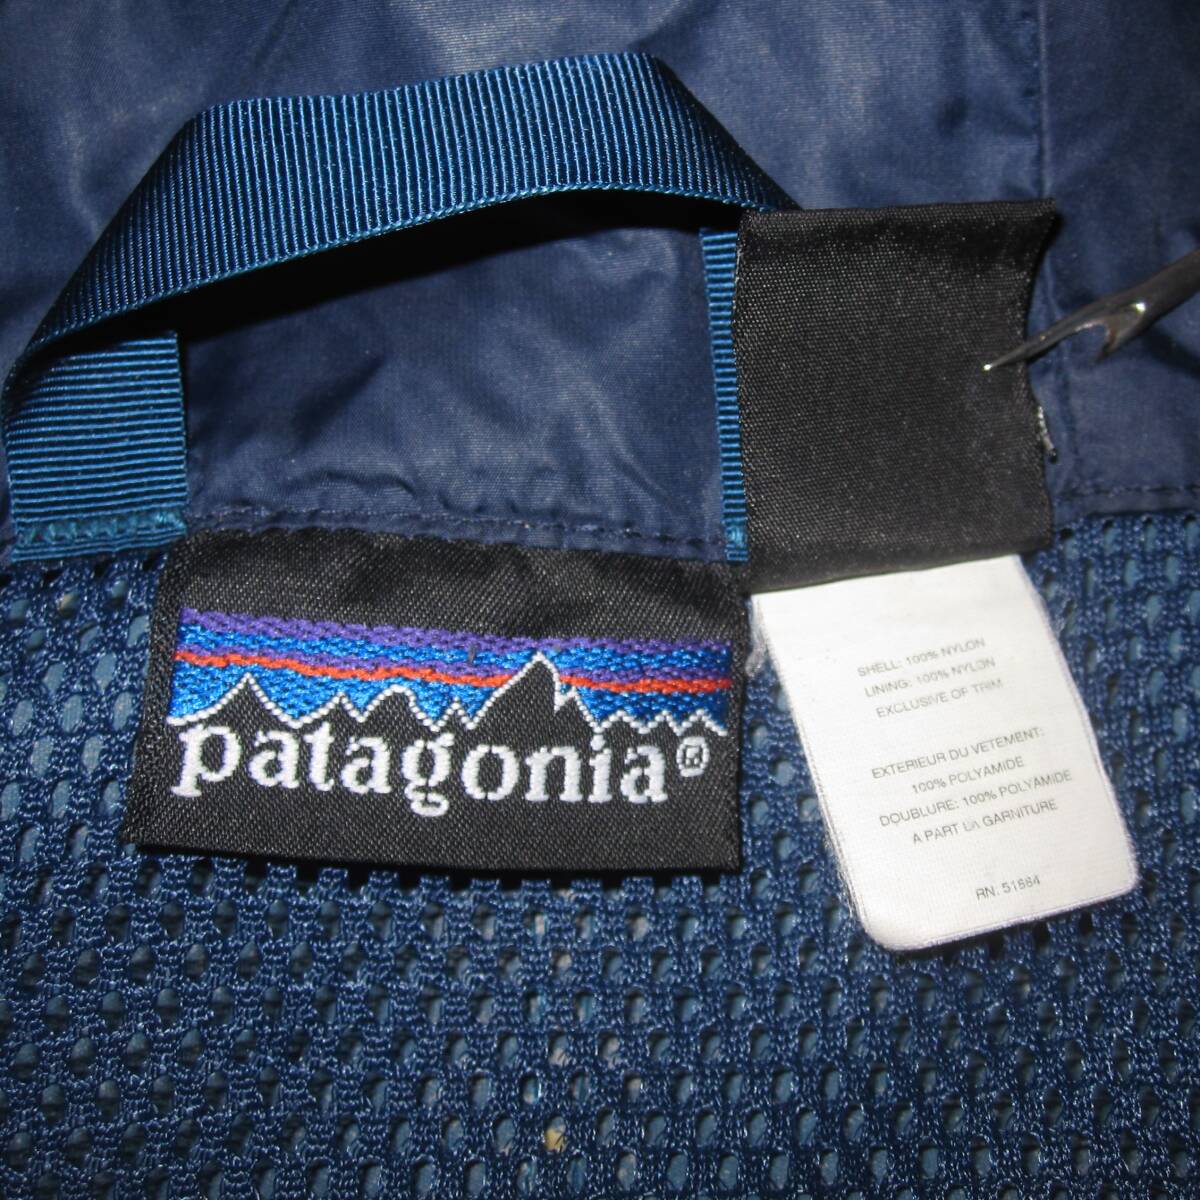 patagonia®
SHELL: 100% NYLON
LINING: 100% NYLON
EXCLUSIVE OF TRIM
EXTERIEUR DU VETEMENT:
100% POLYAMIDE
DOUBLURE: 100% POLYAMIDE
A PART LA GARNITURE
RN: 51884